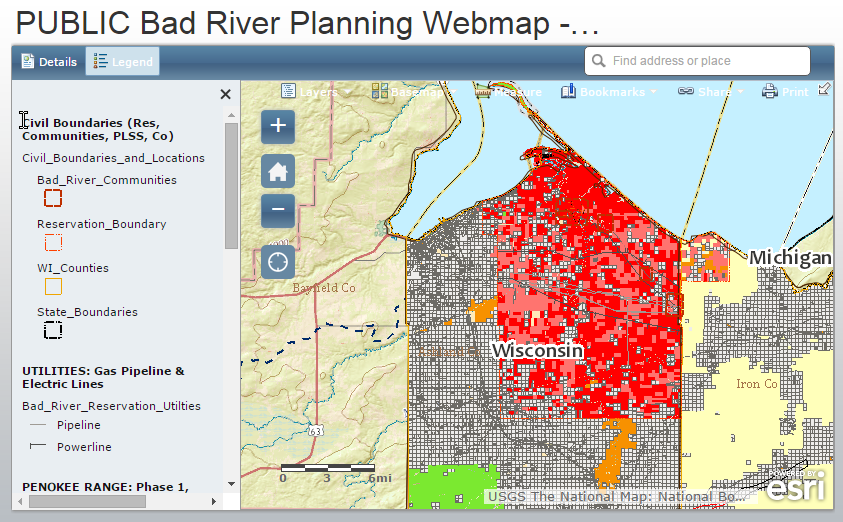 PUBLIC Bad River Planning Webmap -...
Details
Legend
Find address or place
Layers
Basemap
Measure
Bookmarks
Share
Print
Civil Boundaries (Res,
Communities, PLSS, Co)
Civil_Boundaries_and_Locations
Bad_River_Communities
Reservation_Boundary
WI_Counties
State_Boundaries
UTILITIES: Gas Pipeline &
Electric Lines
Bad_River_Reservation_Utilties
Pipeline
Powerline
PENOKEE RANGE: Phase 1,
Bayfield Co
Michigan
Wisconsin
Iron Co
63
0 3 6mi
USGS The National Map: National Bo...
POWERED BY
esri